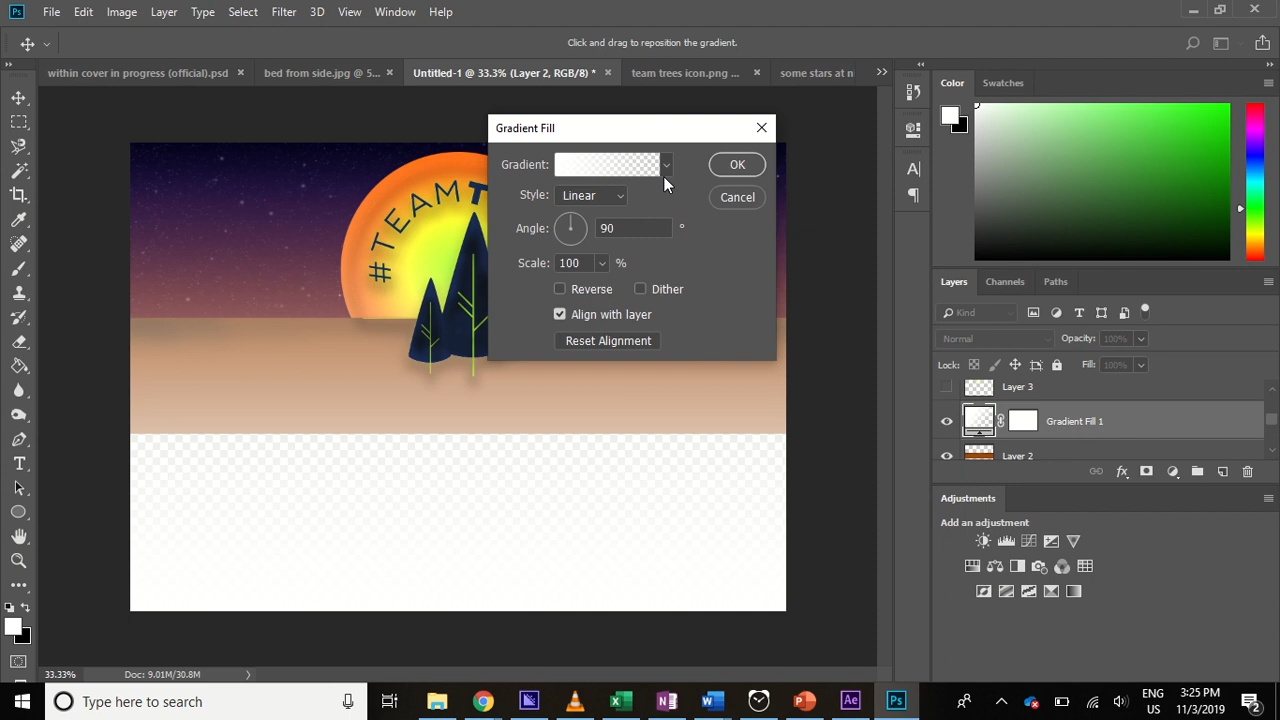 Ps File Edit Image Layer Type Select Filter 3D View Window Help
Click and drag to reposition the gradient.
within cover in progress (official).psd × bed from side.jpg @ 5... × Untitled-1 @ 33.3% (Layer 2, RGB/8) * × team trees icon.png ... × some stars at n
Color Swatches
Gradient Fill
Gradient:
OK
Style: Linear
Cancel
Angle: 90 °
Scale: 100 %
Reverse Dither
Align with layer
Reset Alignment
#TEAMT
Layers Channels Paths
Kind
Normal Opacity: 100%
Lock: Fill: 100%
Layer 3
Gradient Fill 1
Layer 2
fx
Adjustments
Add an adjustment
33.33% Doc: 9.01M/30.8M
Type here to search
ENG
US
3:25 PM
11/3/2019
2
Ae
Ps